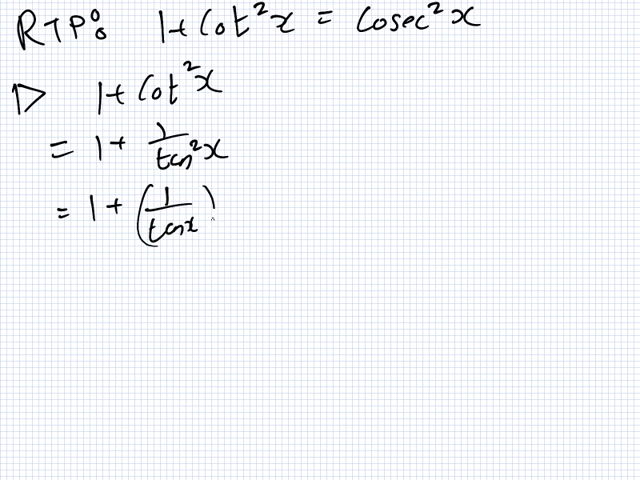 RTP: 1+ Cot²x = Cosec²x
▷ 1+ Cot²x
= 1 + 1/tan²x
= 1 + (1/tanx)